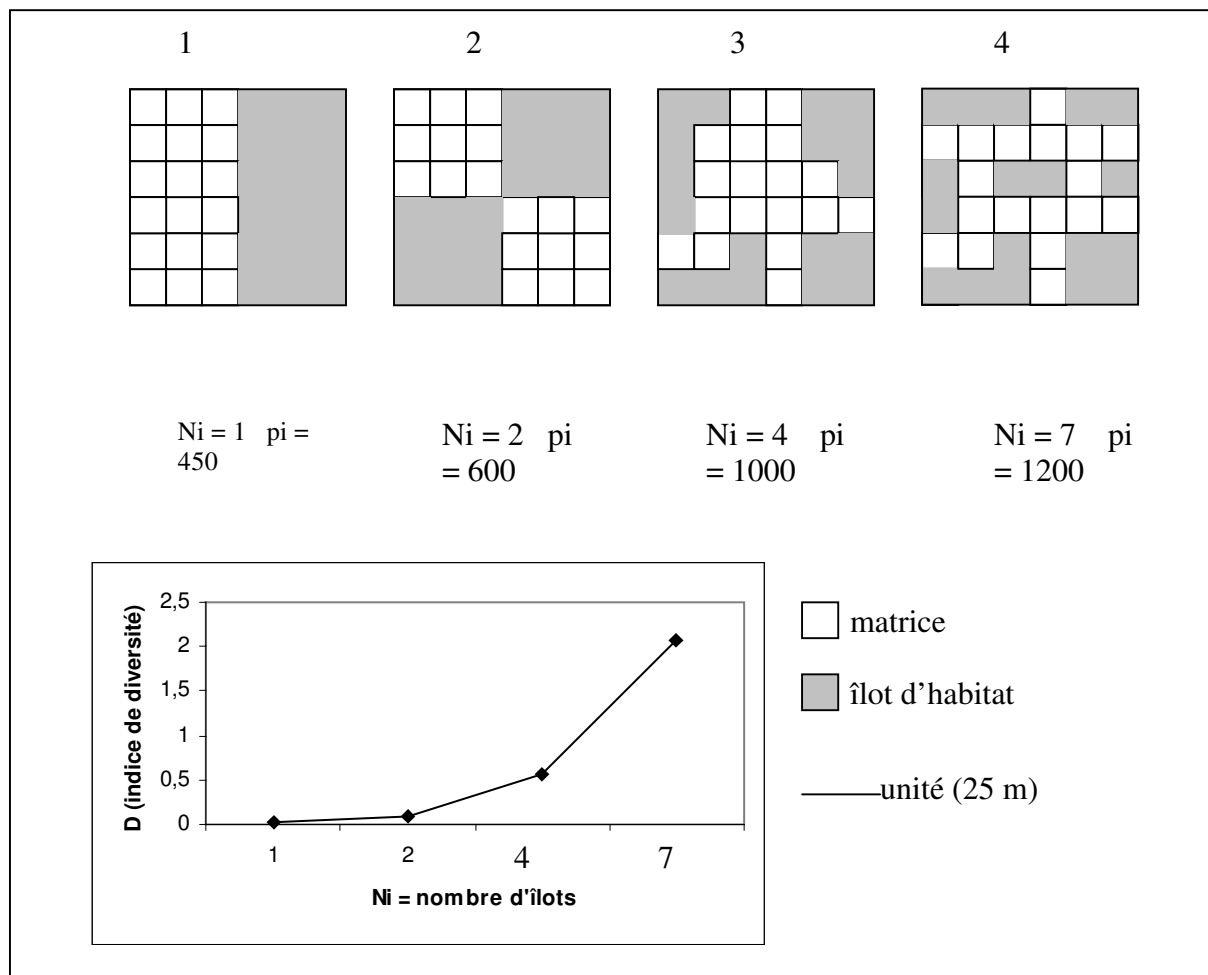 1 2 3 4
Ni = 1 pi =
450
Ni = 2 pi
= 600
Ni = 4 pi
= 1000
Ni = 7 pi
= 1200
D (indice de diversité)
2,5
2
1,5
1
0,5
0
1 2 4 7
Ni = nombre d'îlots
matrice
îlot d'habitat
unité (25 m)